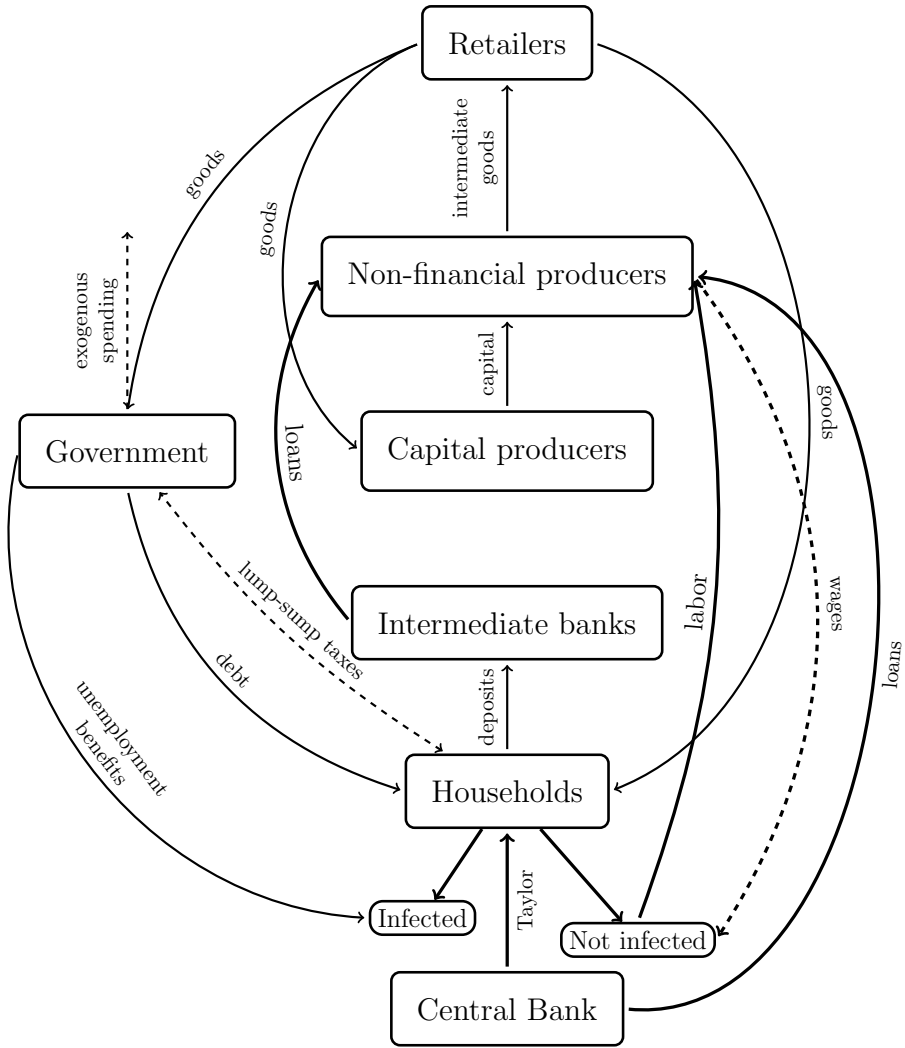 Retailers
intermediate
goods
goods
goods
Non-financial producers
exogenous
spending
capital
goods
Government
Capital producers
loans
lump-sump taxes
Intermediate banks
labor
wages
debt
deposits
loans
unemployment
benefits
Households
Taylor
Infected
Not infected
Central Bank